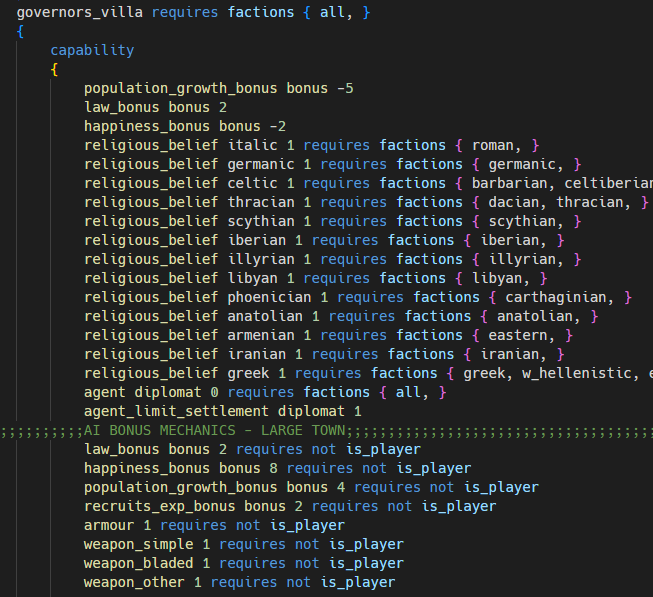 governors_villa requires factions { all, }
{
capability
{
population_growth_bonus bonus -5
law_bonus bonus 2
happiness_bonus bonus -2
religious_belief italic 1 requires factions { roman, }
religious_belief germanic 1 requires factions { germanic, }
religious_belief celtic 1 requires factions { barbarian, celtiberian
religious_belief thracian 1 requires factions { dacian, thracian, }
religious_belief scythian 1 requires factions { scythian, }
religious_belief iberian 1 requires factions { iberian, }
religious_belief illyrian 1 requires factions { illyrian, }
religious_belief libyan 1 requires factions { libyan, }
religious_belief phoenician 1 requires factions { carthaginian, }
religious_belief anatolian 1 requires factions { anatolian, }
religious_belief armenian 1 requires factions { eastern, }
religious_belief iranian 1 requires factions { iranian, }
religious_belief greek 1 requires factions { greek, w_hellenistic, e
agent diplomat 0 requires factions { all, }
agent_limit_settlement diplomat 1
;;;;;;;;;;AI BONUS MECHANICS - LARGE TOWN;;;;;;;;;;;;;;;;;;;;;;;;;;;;;;;;;;;;;
law_bonus bonus 2 requires not is_player
happiness_bonus bonus 8 requires not is_player
population_growth_bonus bonus 4 requires not is_player
recruits_exp_bonus bonus 2 requires not is_player
armour 1 requires not is_player
weapon_simple 1 requires not is_player
weapon_bladed 1 requires not is_player
weapon_other 1 requires not is_player